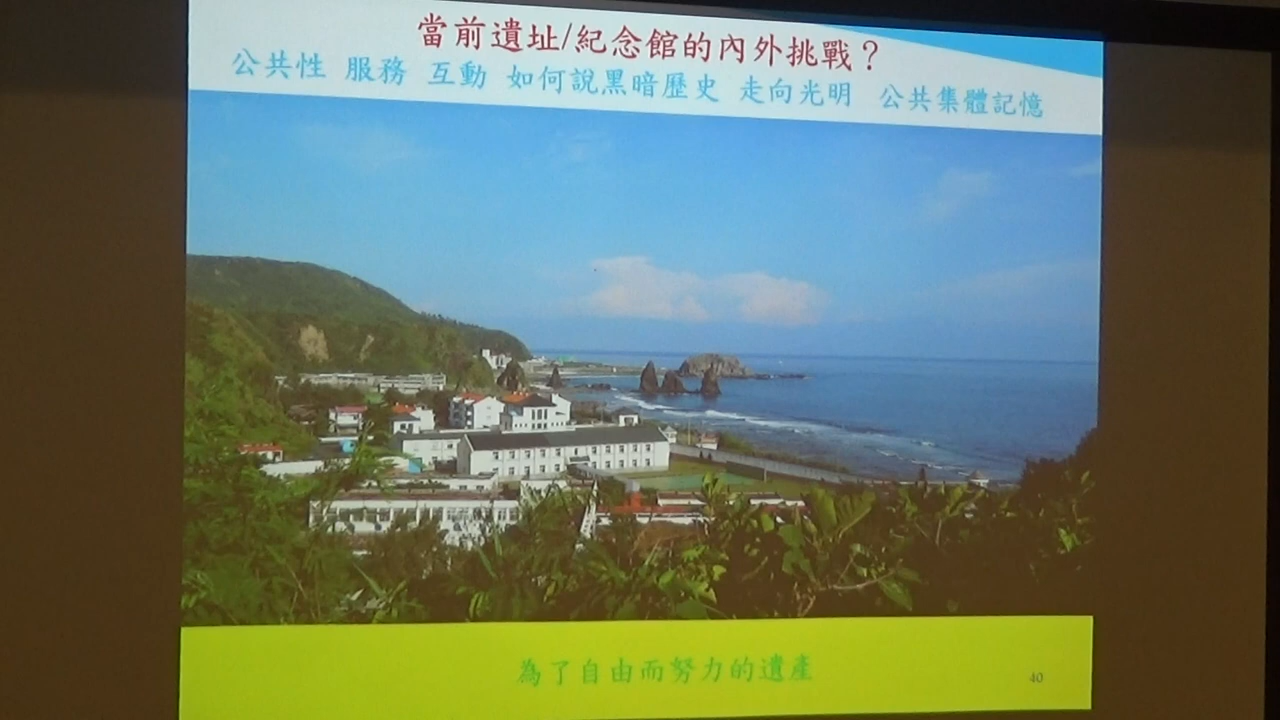 當前遺址/紀念館的內外挑戰？
公共性 服務 互動 如何說黑暗歷史 走向光明 公共集體記憶
為了自由而努力的遺產
40